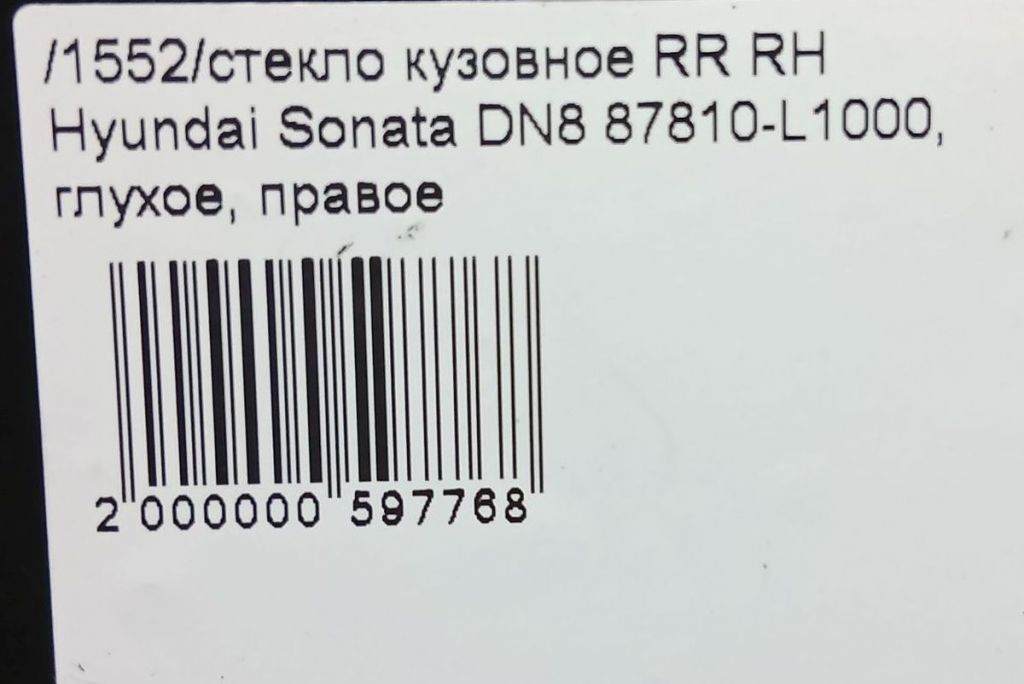 /1552/стекло кузовное RR RH
Hyundai Sonata DN8 87810-L1000,
глухое, правое
2 000000 597768